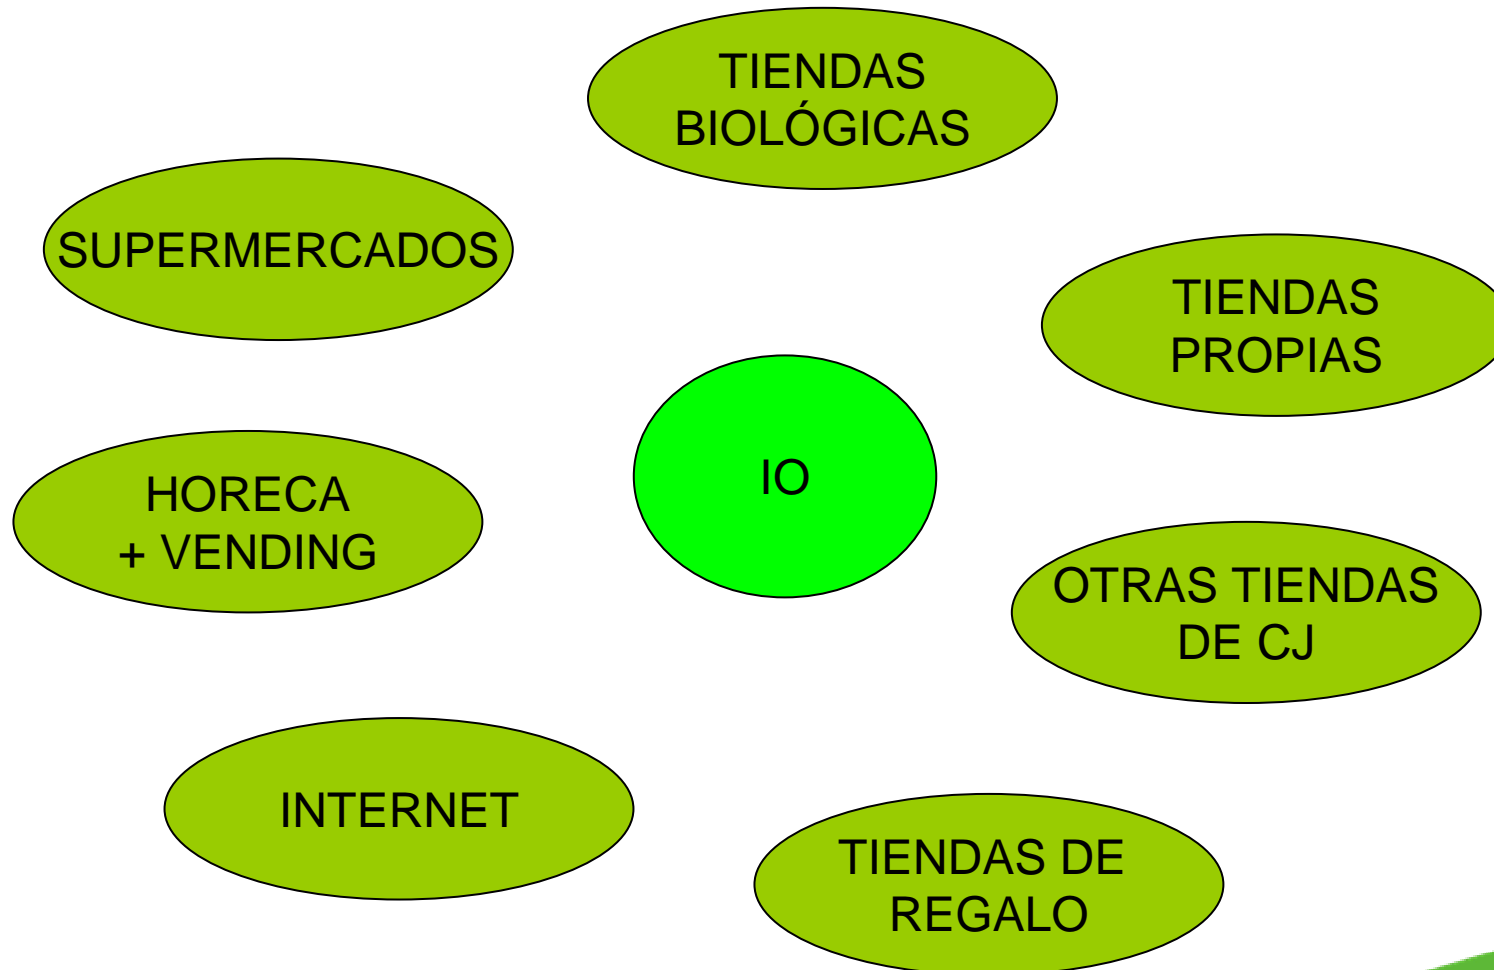 TIENDAS
BIOLÓGICAS
SUPERMERCADOS
TIENDAS
PROPIAS
IO
HORECA
+ VENDING
OTRAS TIENDAS
DE CJ
INTERNET
TIENDAS DE
REGALO